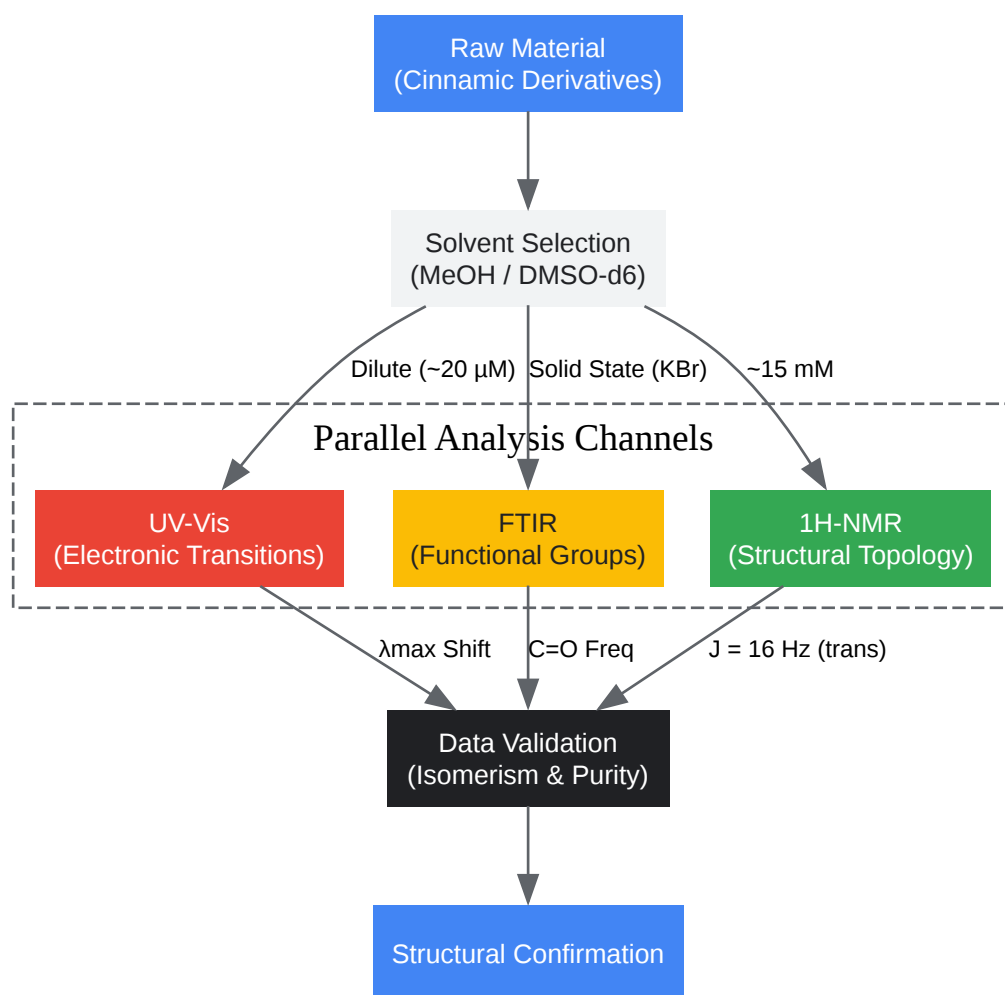 Raw Material
(Cinnamic Derivatives)
Solvent Selection
(MeOH / DMSO-d6)
Dilute (~20 µM)
Solid State (KBr)
~15 mM
Parallel Analysis Channels
UV-Vis
(Electronic Transitions)
FTIR
(Functional Groups)
1H-NMR
(Structural Topology)
λmax Shift
C=O Freq
J = 16 Hz (trans)
Data Validation
(Isomerism & Purity)
Structural Confirmation